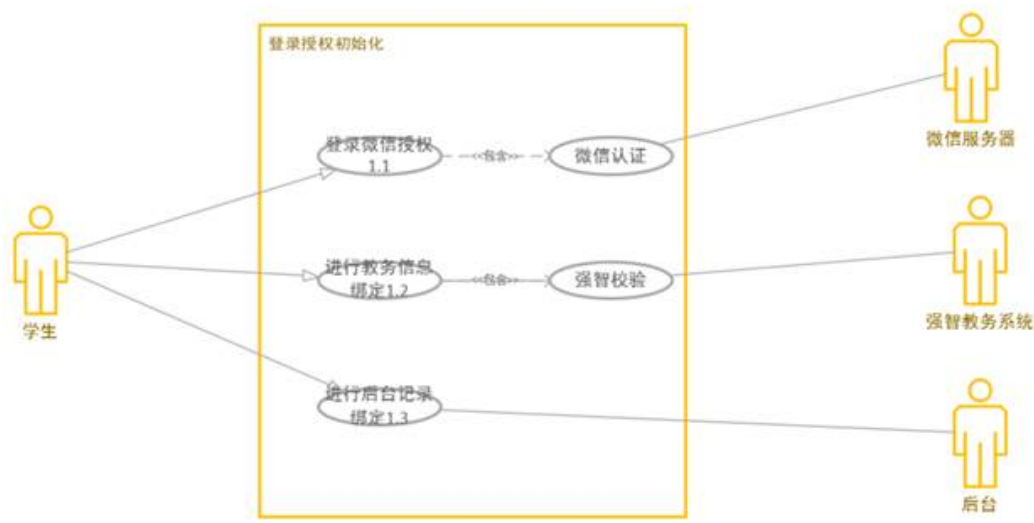 登录授权初始化
微信服务器
登录微信授权
1.1
<<包含>>
微信认证
学生
进行教务信息
绑定1.2
<<包含>>
强智校验
强智教务系统
进行后台记录
绑定1.3
后台